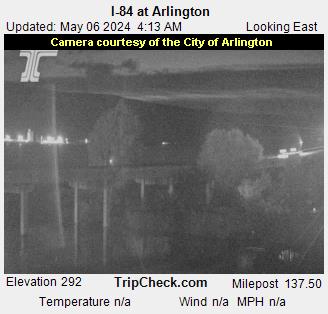 I-84 at Arlington
Updated: May 06 2024 4:13 AM Looking East
Camera courtesy of the City of Arlington
Elevation 292 TripCheck.com Milepost 137.50
Temperature n/a Wind n/a MPH n/a